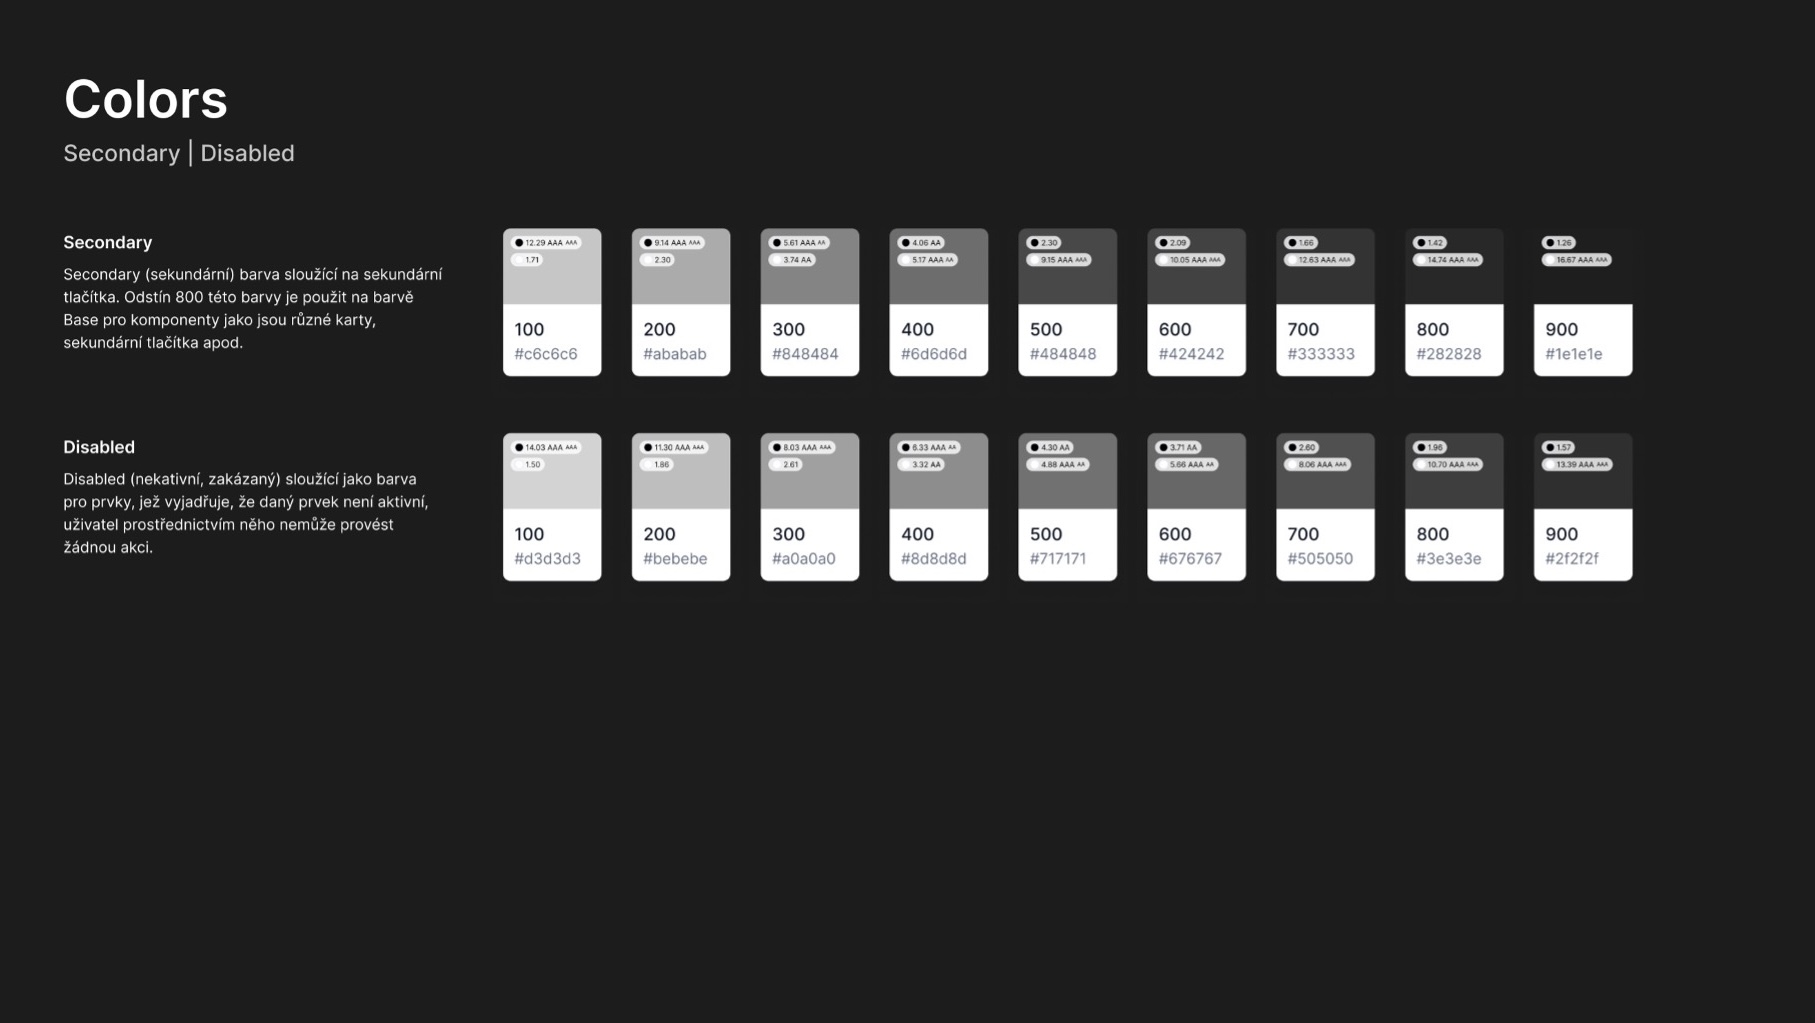 Colors
Secondary | Disabled
Secondary
Secondary (sekundární) barva sloužící na sekundární
tlačítka. Odstín 800 této barvy je použit na barvě
Base pro komponenty jako jsou různé karty,
sekundární tlačítka apod.
12.29 AAA AAA
1.71
100
#c6c6c6
9.14 AAA AAA
2.30
200
#ababab
5.61 AAA AA
3.74 AA
300
#848484
4.06 AA
5.17 AAA AA
400
#6d6d6d
2.30
9.15 AAA AAA
500
#484848
2.09
10.05 AAA AAA
600
#424242
1.66
12.63 AAA AAA
700
#333333
1.42
14.74 AAA AAA
800
#282828
1.26
16.67 AAA AAA
900
#1e1e1e
Disabled
Disabled (nekativní, zakázaný) sloužící jako barva
pro prvky, jež vyjadřuje, že daný prvek není aktivní,
uživatel prostřednictvím něho nemůže provést
žádnou akci.
14.03 AAA AAA
1.50
100
#d3d3d3
11.30 AAA AAA
1.86
200
#bebebe
8.03 AAA AAA
2.61
300
#a0a0a0
6.33 AAA AA
3.32 AA
400
#8d8d8d
4.30 AA
4.88 AAA AA
500
#717171
3.71 AA
5.66 AAA AA
600
#676767
2.60
8.06 AAA AAA
700
#505050
1.96
10.70 AAA AAA
800
#3e3e3e
1.57
13.39 AAA AAA
900
#2f2f2f